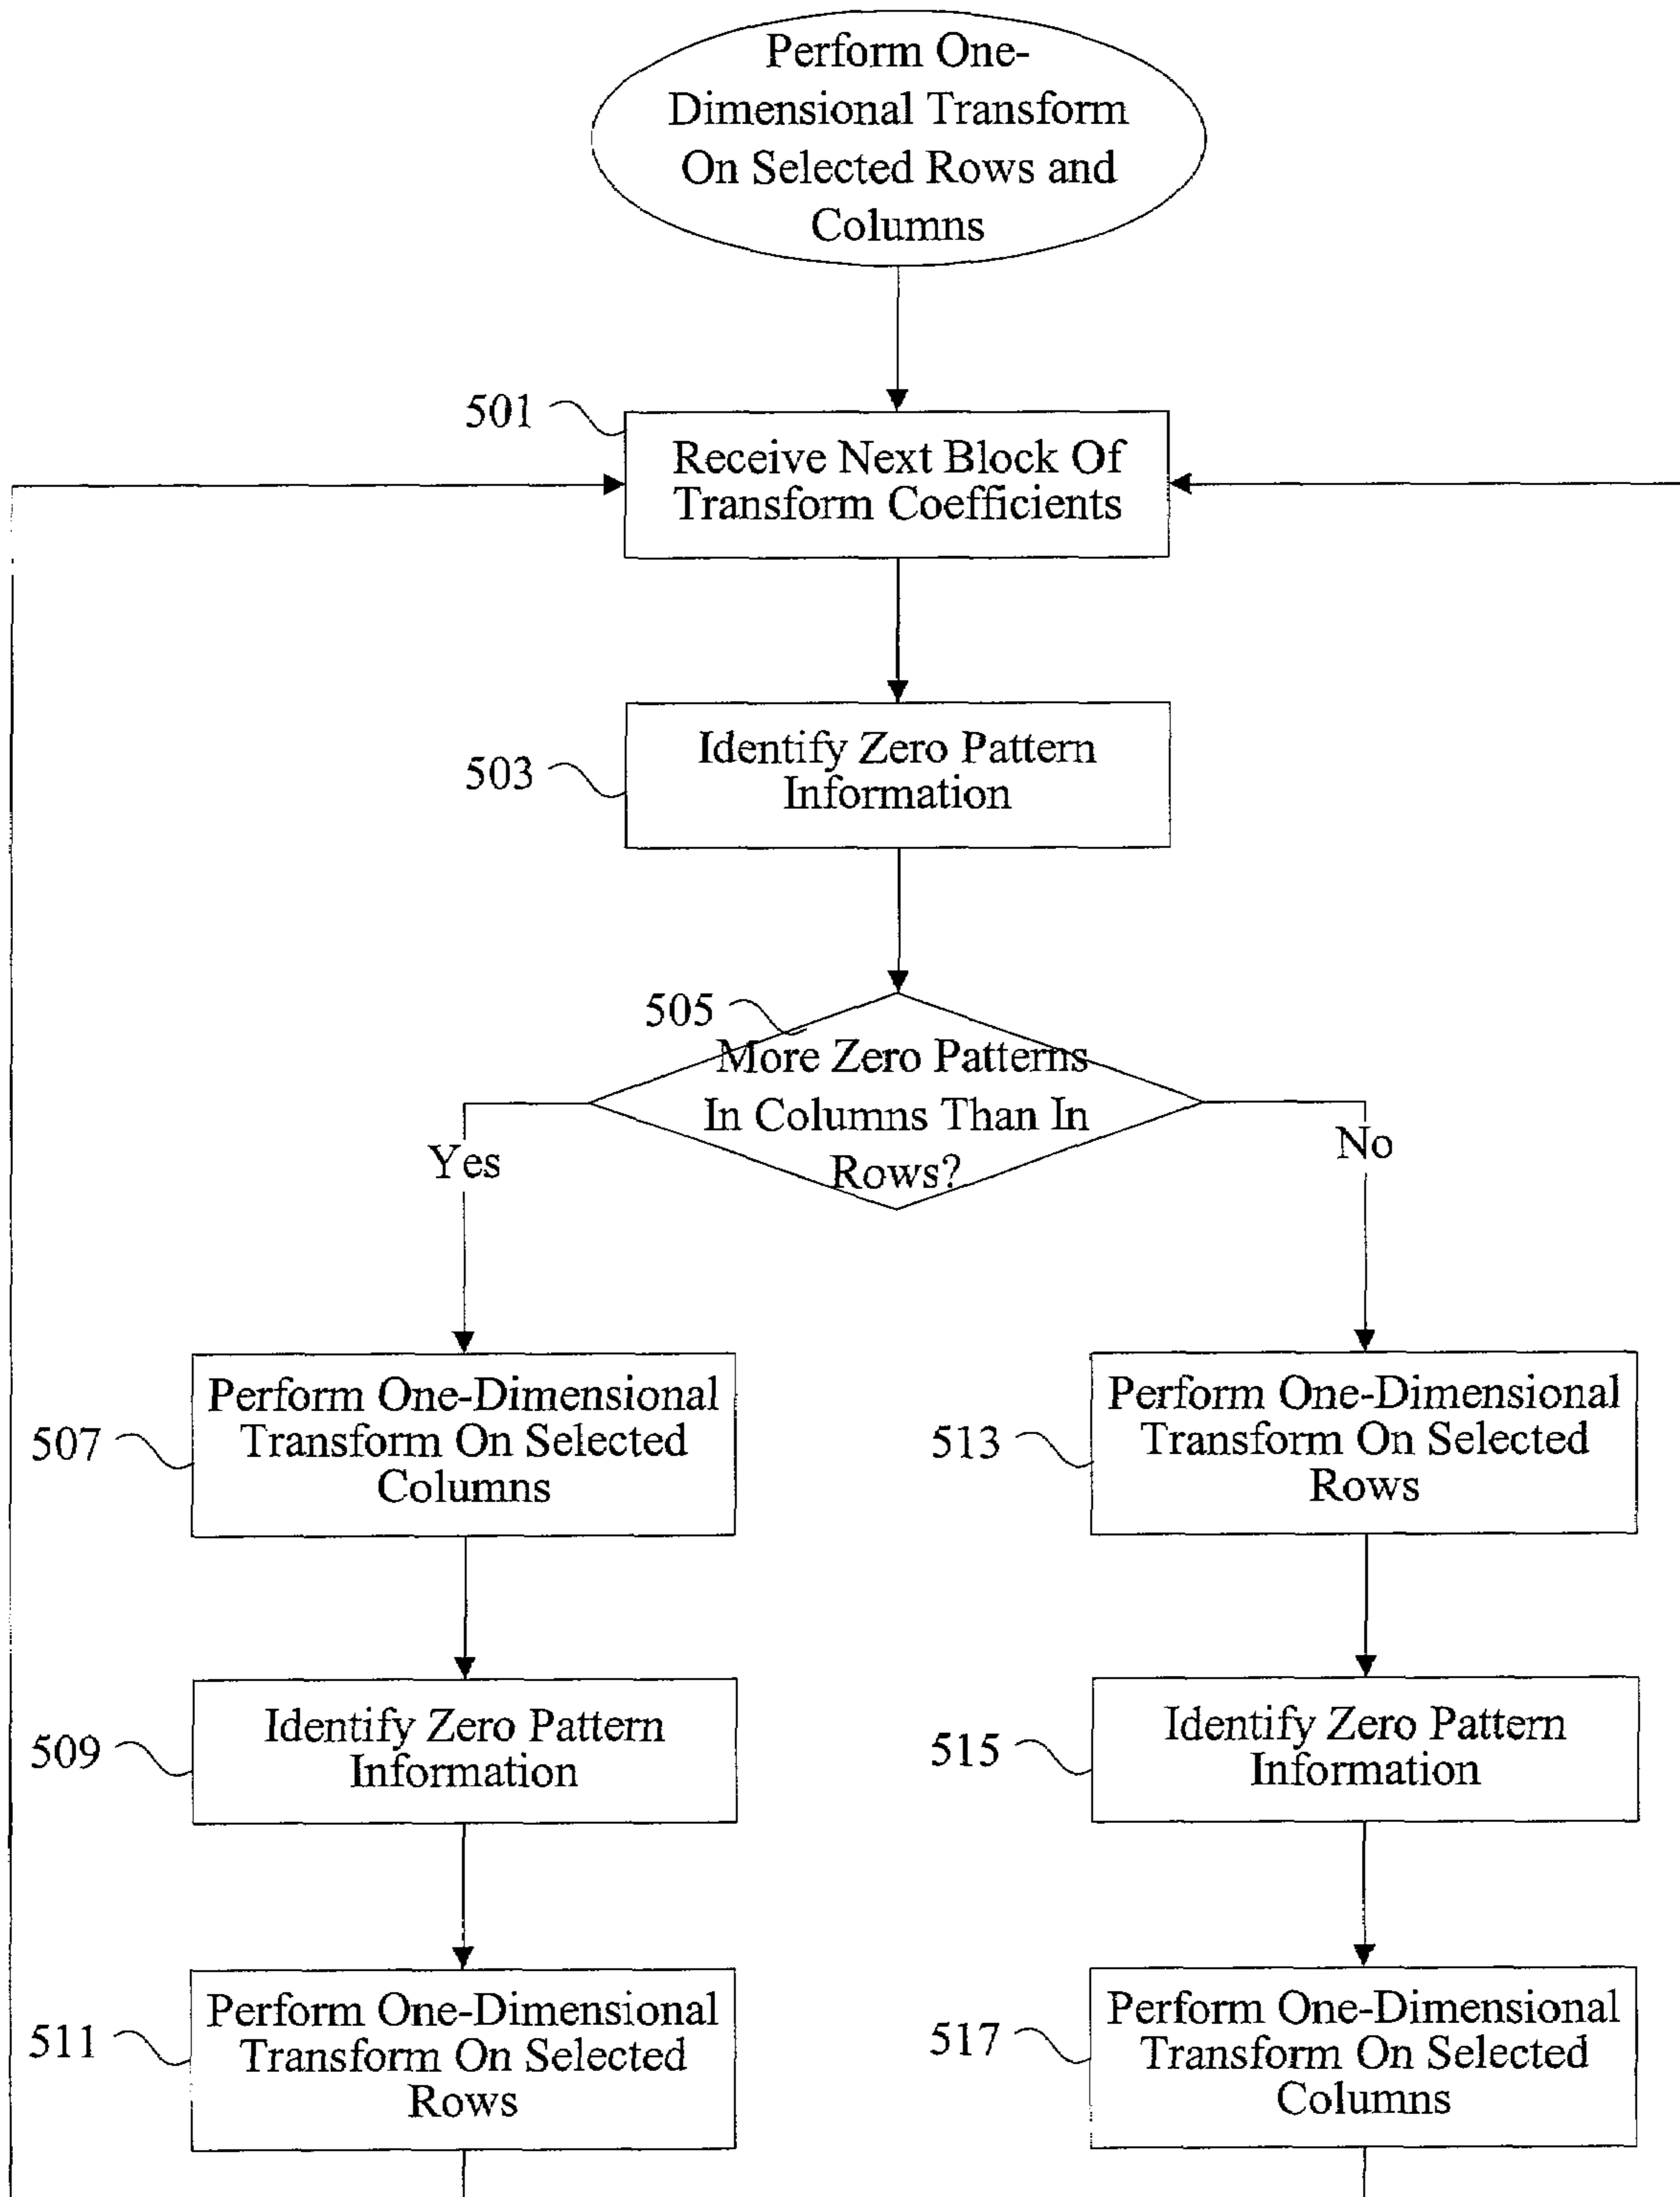 Perform One-
Dimensional Transform
On Selected Rows and
Columns
501
Receive Next Block Of
Transform Coefficients
503
Identify Zero Pattern
Information
505
More Zero Patterns
In Columns Than In
Rows?
Yes
No
507
Perform One-Dimensional
Transform On Selected
Columns
513
Perform One-Dimensional
Transform On Selected
Rows
509
Identify Zero Pattern
Information
515
Identify Zero Pattern
Information
511
Perform One-Dimensional
Transform On Selected
Rows
517
Perform One-Dimensional
Transform On Selected
Columns